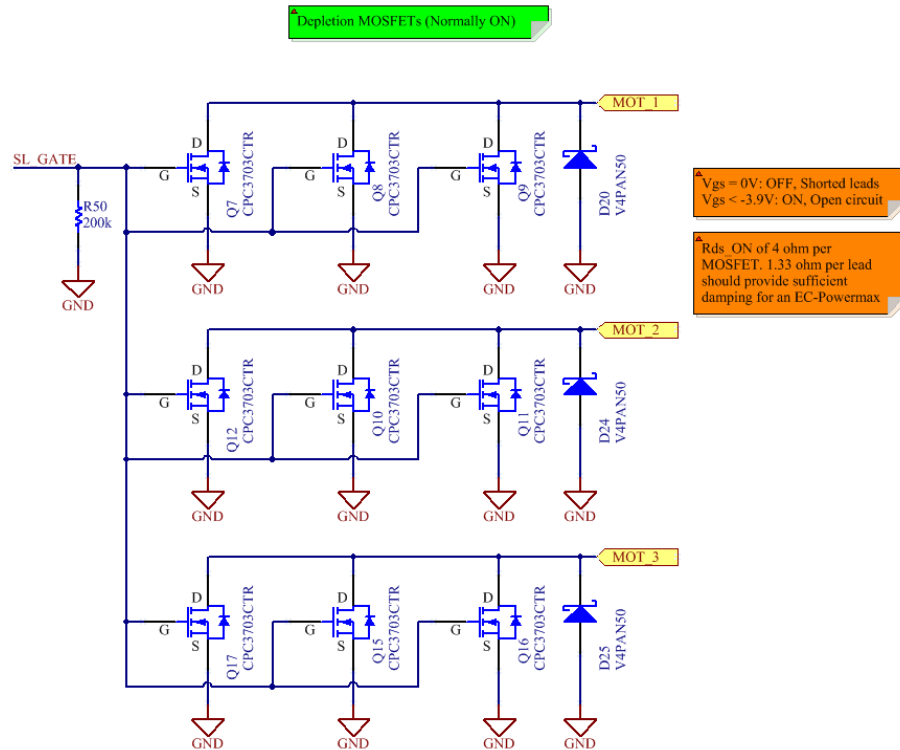 Depletion MOSFETs (Normally ON)
MOT_1
D
G
S
Q7
CPC3703CTR
D
G
S
Q8
CPC3703CTR
D
G
S
Q9
CPC3703CTR
D20
V4PAN50
SL_GATE
R50
200k
GND
GND
GND
GND
GND
Vgs = 0V: OFF, Shorted leads
Vgs < -3.9V: ON, Open circuit
Rds_ON of 4 ohm per
MOSFET. 1.33 ohm per lead
should provide sufficient
damping for an EC-Powermax
MOT_2
D
G
S
Q12
CPC3703CTR
D
G
S
Q10
CPC3703CTR
D
G
S
Q11
CPC3703CTR
D24
V4PAN50
GND
GND
GND
GND
MOT_3
D
G
S
Q17
CPC3703CTR
D
G
S
Q15
CPC3703CTR
D
G
S
Q16
CPC3703CTR
D25
V4PAN50
GND
GND
GND
GND